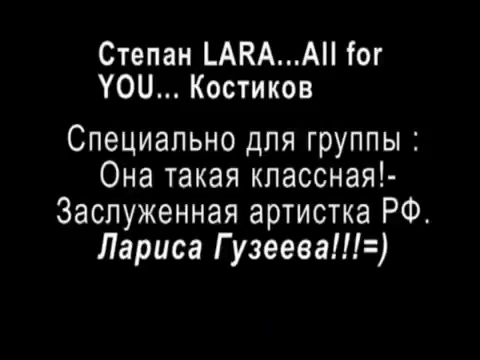 Степан LARA...All for
YOU... Костиков
Специально для группы :
Она такая классная!-
Заслуженная артистка РФ.
Лариса Гузеева!!!=)